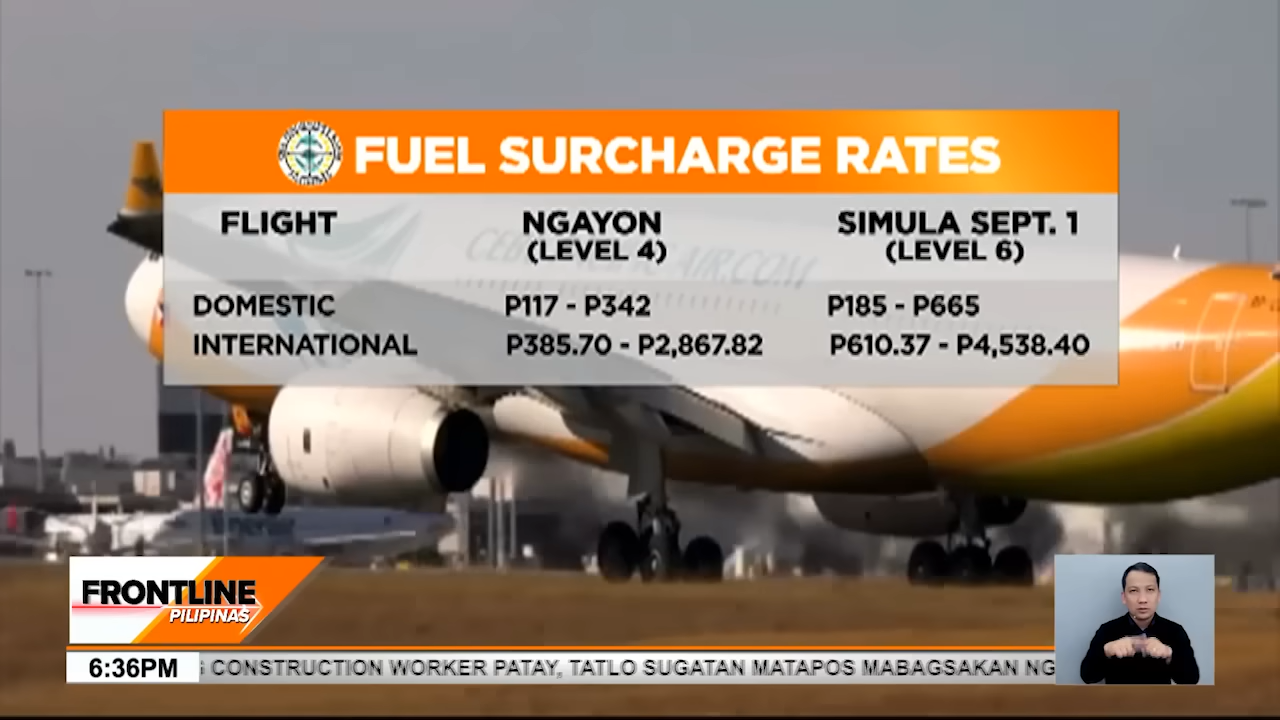 FUEL SURCHARGE RATES
FLIGHT NGAYON SIMULA SEPT. 1
(LEVEL 4) (LEVEL 6)
DOMESTIC P117 - P342 P185 - P665
INTERNATIONAL P385.70 - P2,867.82 P610.37 - P4,538.40
FRONTLINE
PILIPINAS
6:36PM CONSTRUCTION WORKER PATAY, TATLO SUGATAN MATAPOS MABAGSAKAN NG